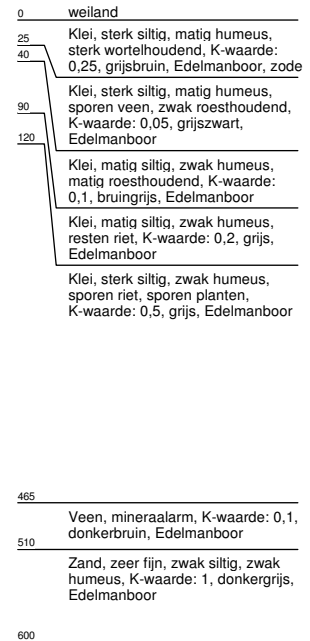 0 weiland
Klei, sterk siltig, matig humeus,
sterk wortelhoudend, K-waarde:
0,25, grijsbruin, Edelmanboor, zode
25
Klei, sterk siltig, matig humeus,
sporen veen, zwak roesthoudend,
K-waarde: 0,05, grijszwart,
Edelmanboor
40
Klei, matig siltig, zwak humeus,
matig roesthoudend, K-waarde:
0,1, bruingrijs, Edelmanboor
90
Klei, matig siltig, zwak humeus,
resten riet, K-waarde: 0,2, grijs,
Edelmanboor
120
Klei, sterk siltig, zwak humeus,
sporen riet, sporen planten,
K-waarde: 0,5, grijs, Edelmanboor
465
Veen, mineraalarm, K-waarde: 0,1,
donkerbruin, Edelmanboor
510
Zand, zeer fijn, zwak siltig, zwak
humeus, K-waarde: 1, donkergrijs,
Edelmanboor
600